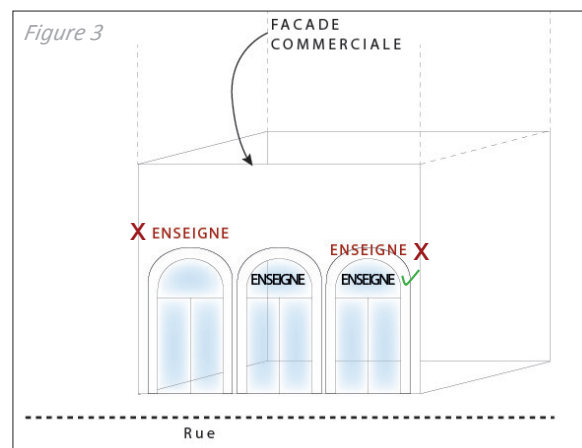 Figure 3
FACADE
COMMERCIALE
X ENSEIGNE
ENSEIGNE X
ENSEIGNE
ENSEIGNE
Rue